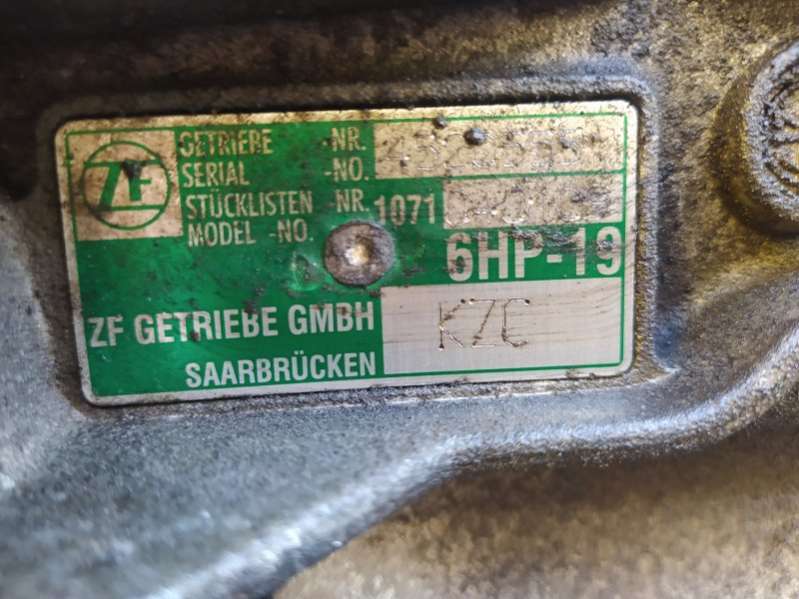 ZF
GETRIEBE -NR.
SERIAL -NO.
STÜCKLISTEN -NR. 1071
MODEL -NO.
6HP-19
ZF GETRIEBE GMBH KZC
SAARBRÜCKEN